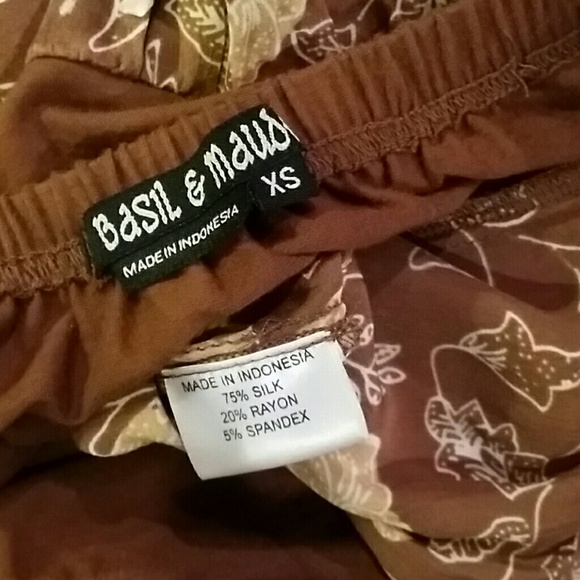 Basil & Maude
MADE IN INDONESIA
XS
MADE IN INDONESIA
75% SILK
20% RAYON
5% SPANDEX